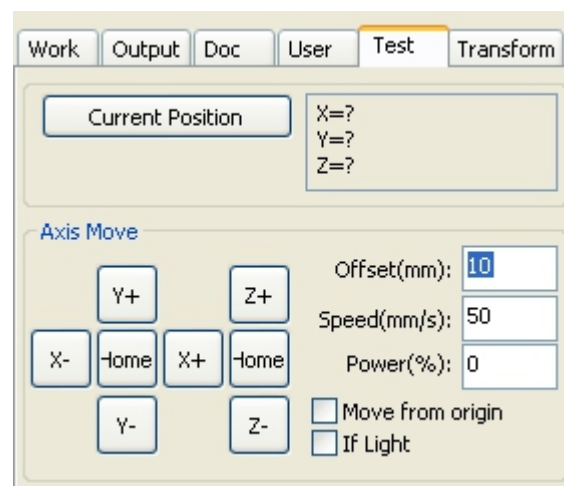 Work Output Doc User Test Transform
Current Position
X=?
Y=?
Z=?
Axis Move
Offset(mm): 10
Y+ Z+
Speed(mm/s): 50
X- Home X+ Home
Power(%): 0
Move from origin
Y- Z-
If Light